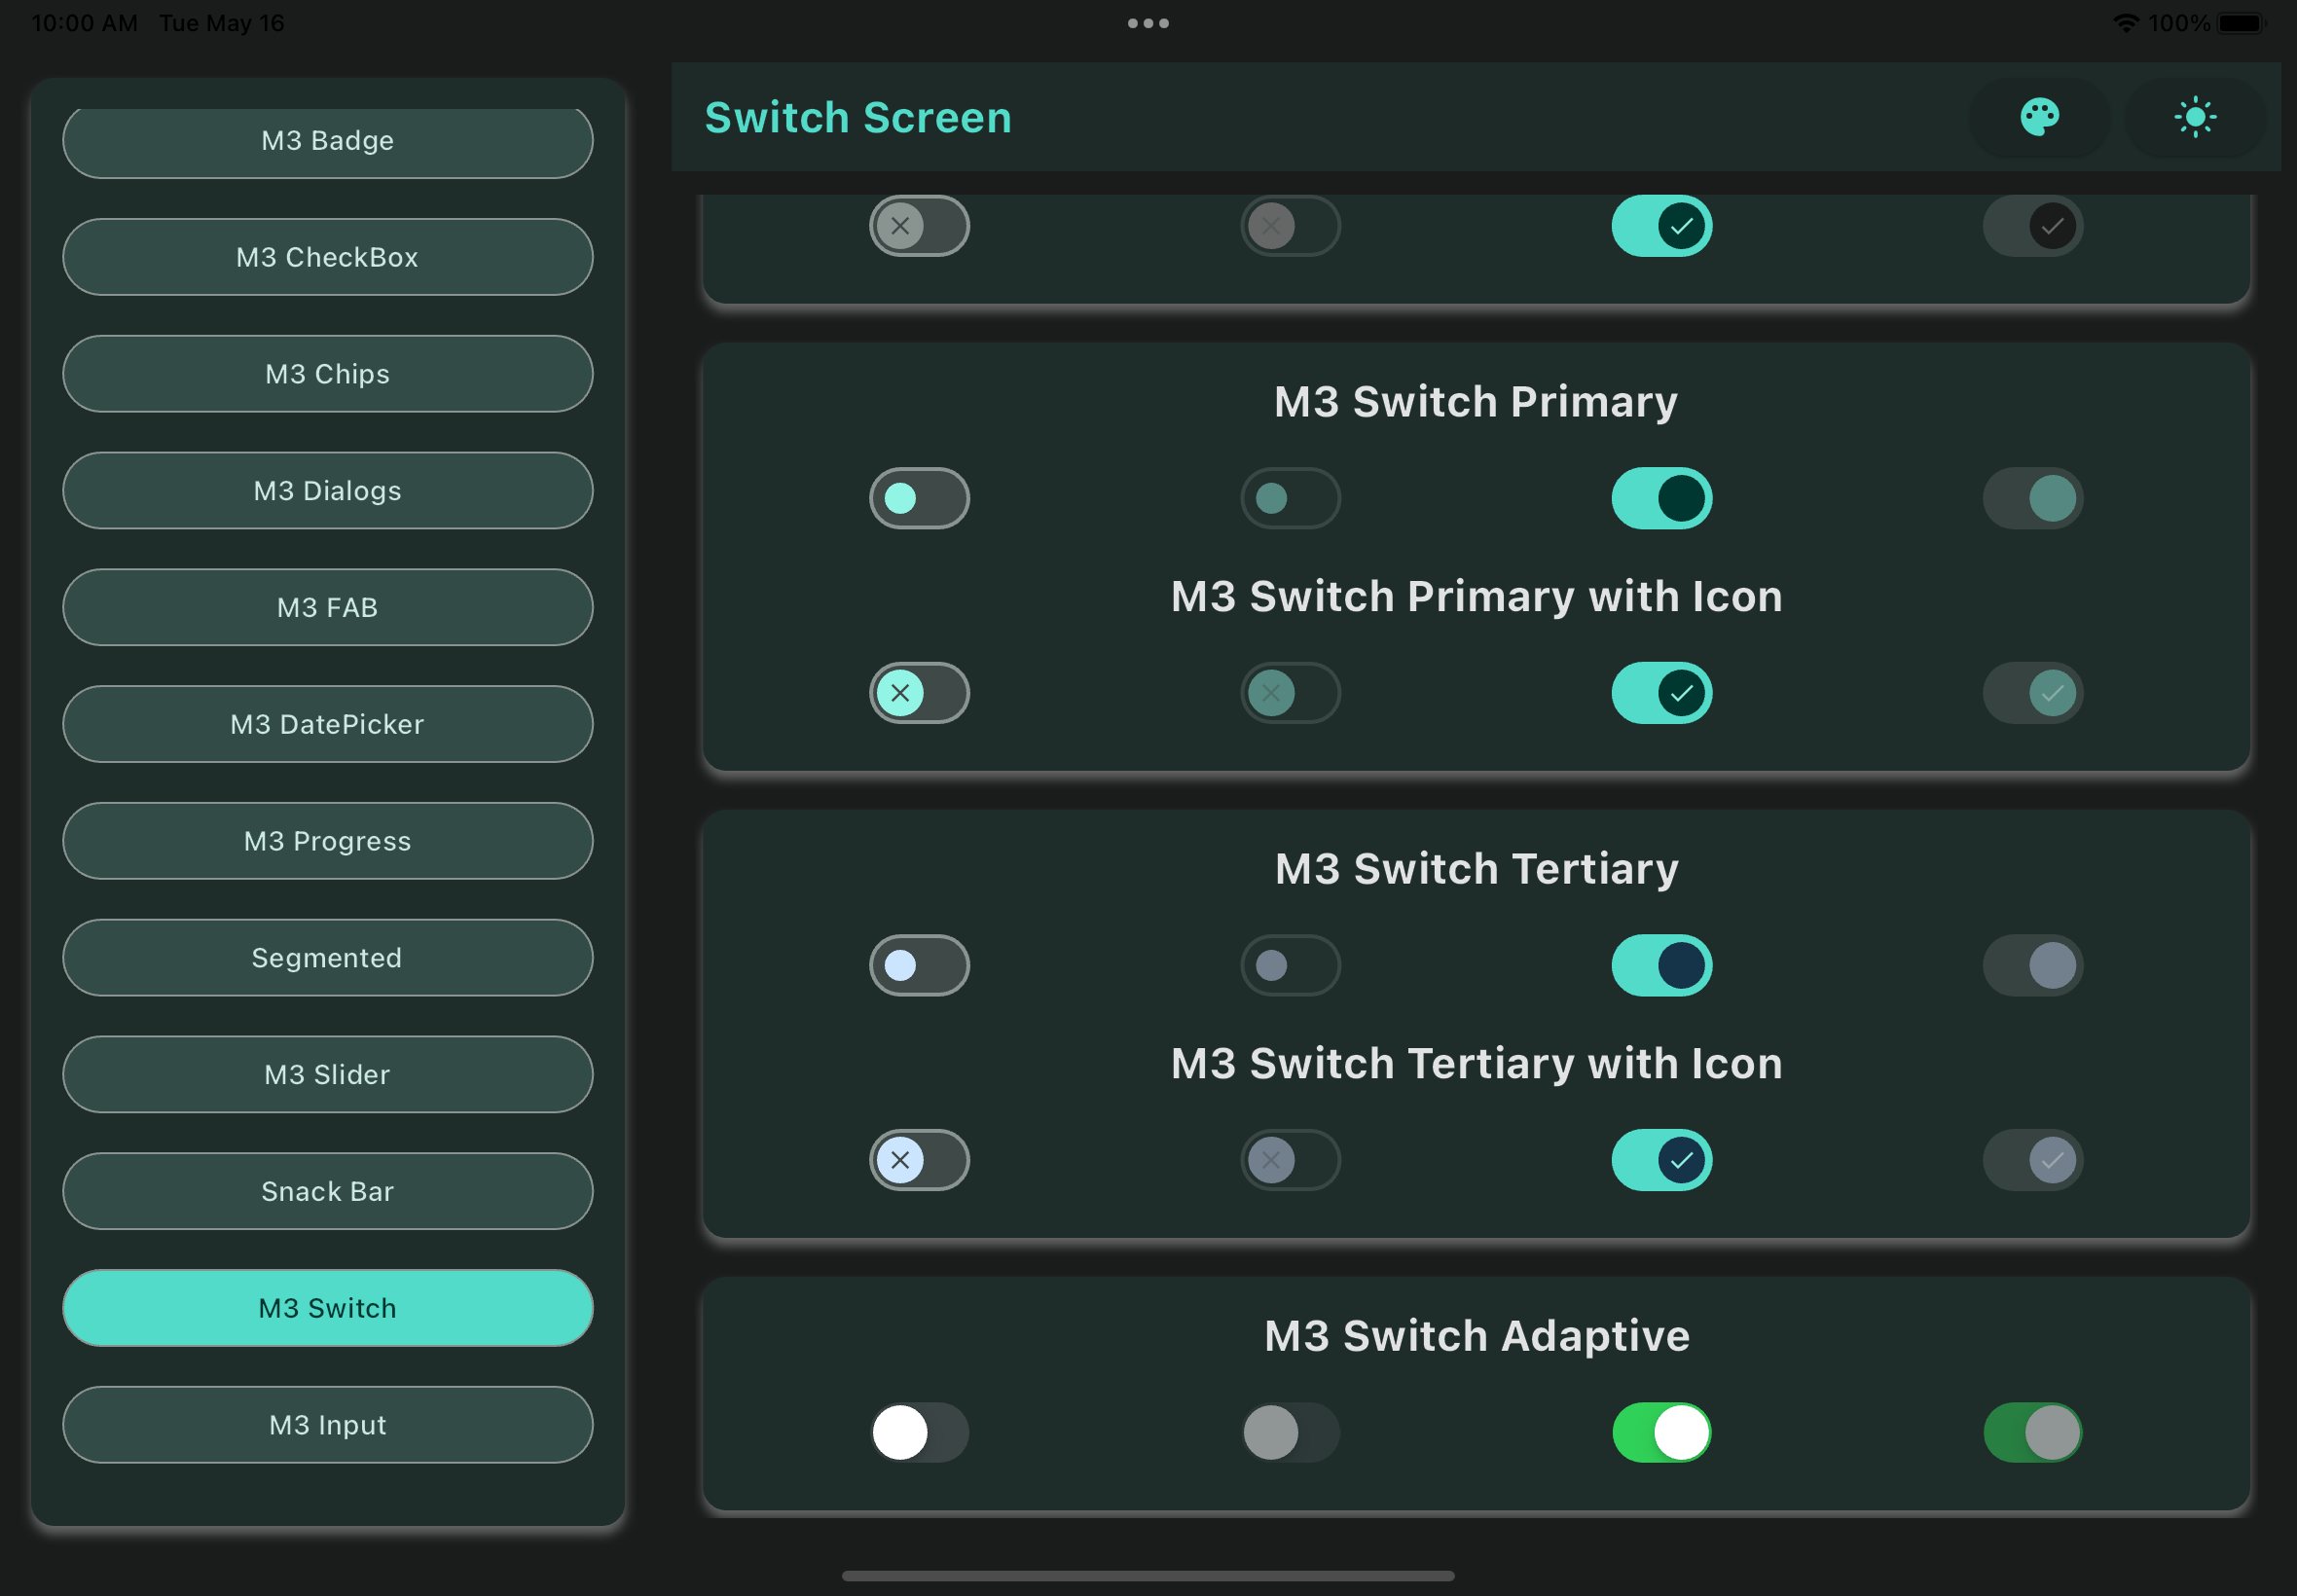 10:00 AM Tue May 16
100%
M3 Badge
M3 CheckBox
M3 Chips
M3 Dialogs
M3 FAB
M3 DatePicker
M3 Progress
Segmented
M3 Slider
Snack Bar
M3 Switch
M3 Input
Switch Screen
M3 Switch Primary
M3 Switch Primary with Icon
M3 Switch Tertiary
M3 Switch Tertiary with Icon
M3 Switch Adaptive